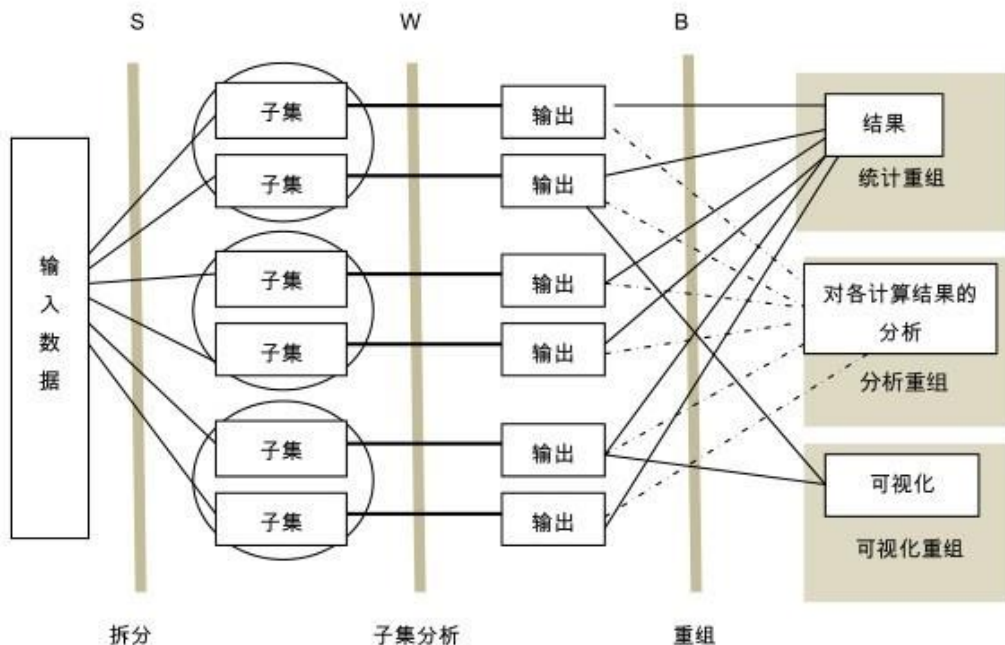 S
W
B
输
入
数
据
子集
子集
子集
子集
子集
子集
输出
输出
输出
输出
输出
输出
结果
统计重组
对各计算结果的
分析
分析重组
可视化
可视化重组
拆分
子集分析
重组